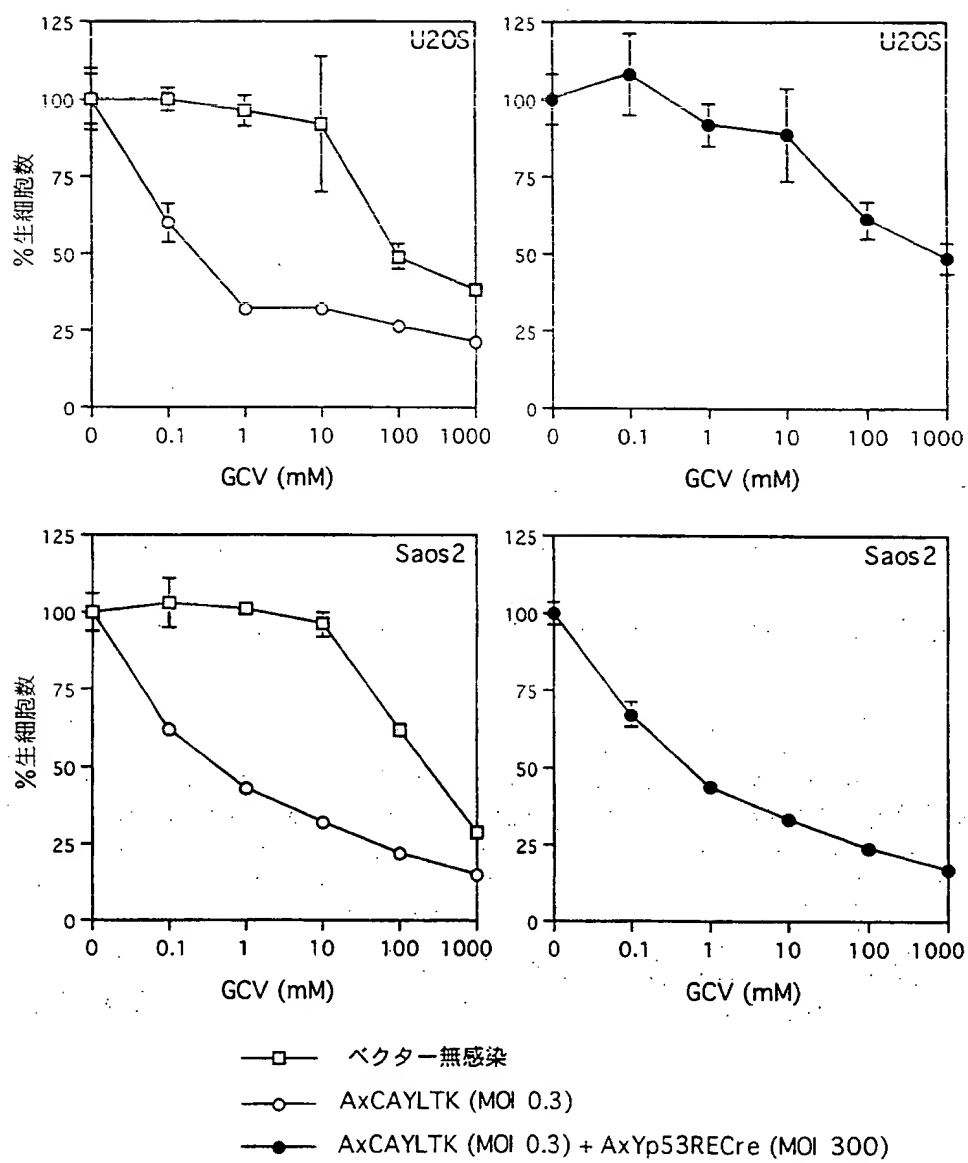 U2OS
125
100
75
50
25
0
%生細胞数
0 0.1 1 10 100 1000
GCV (mM)
U2OS
125
100
75
50
25
0
0 0.1 1 10 100 1000
GCV (mM)
Saos2
125
100
75
50
25
0
%生細胞数
0 0.1 1 10 100 1000
GCV (mM)
Saos2
125
100
75
50
25
0
0 0.1 1 10 100 1000
GCV (mM)
ベクター無感染
AxCAYLTK (MOI 0.3)
AxCAYLTK (MOI 0.3) + AxYp53RECre (MOI 300)